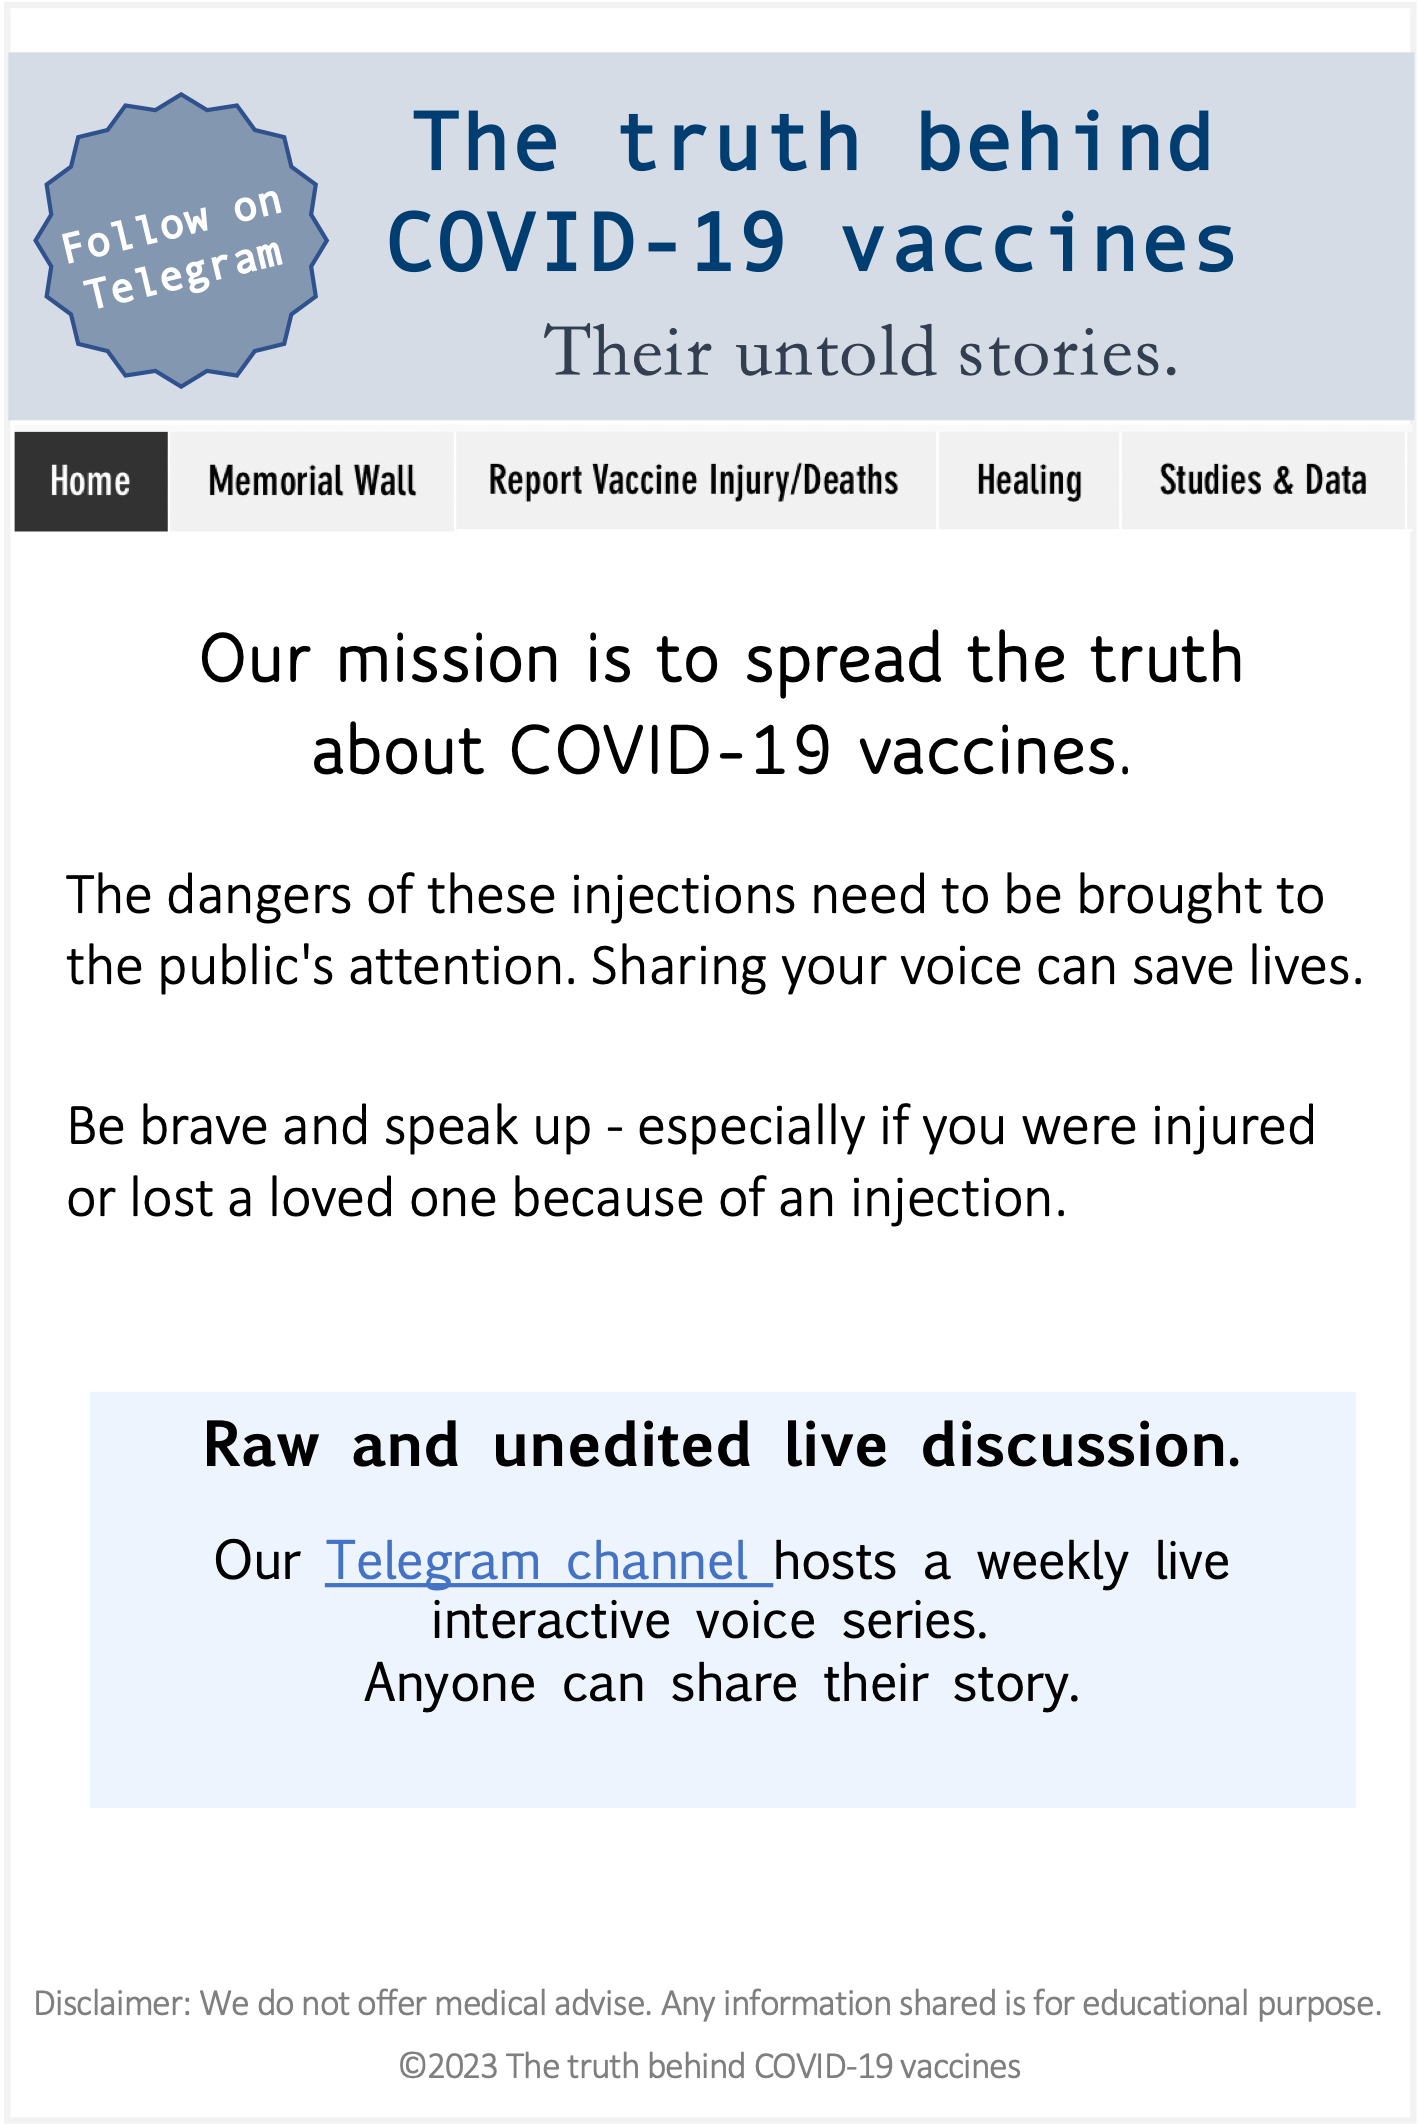 Follow on
Telegram
The truth behind
COVID-19 vaccines
Their untold stories.
Home
Memorial Wall
Report Vaccine Injury/Deaths
Healing
Studies & Data
Our mission is to spread the truth
about COVID-19 vaccines.
The dangers of these injections need to be brought to
the public's attention. Sharing your voice can save lives.
Be brave and speak up - especially if you were injured
or lost a loved one because of an injection.
Raw and unedited live discussion.
Our Telegram channel hosts a weekly live
interactive voice series.
Anyone can share their story.
Disclaimer: We do not offer medical advise. Any information shared is for educational purpose.
©2023 The truth behind COVID-19 vaccines